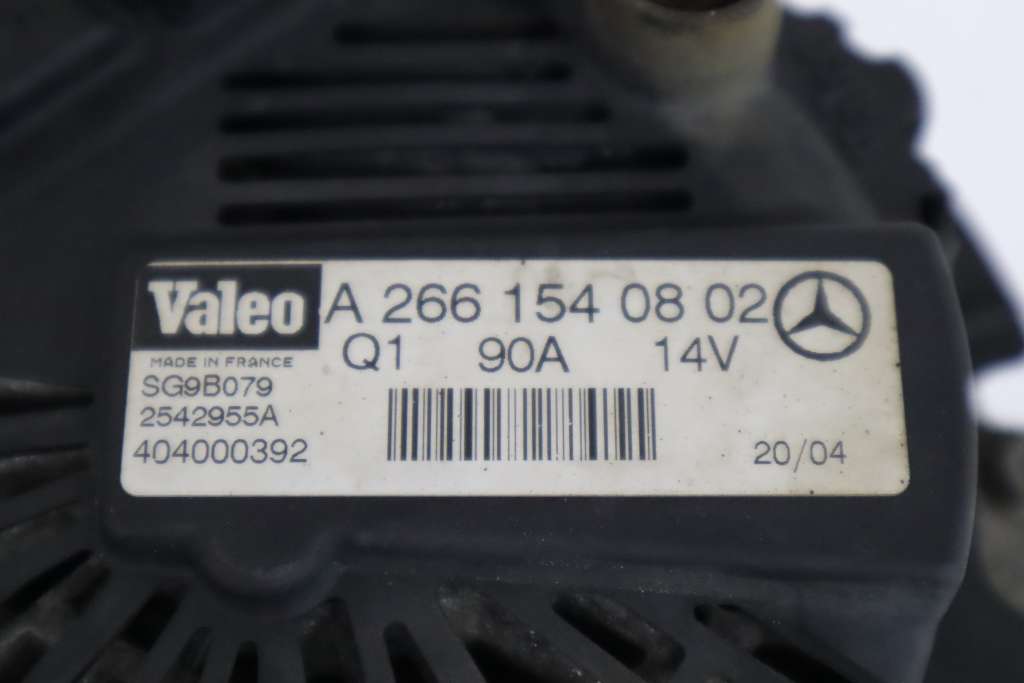 Valeo A 266 154 08 02
Q1 90A 14V
MADE IN FRANCE
SG9B079
2542955A
404000392
20/04